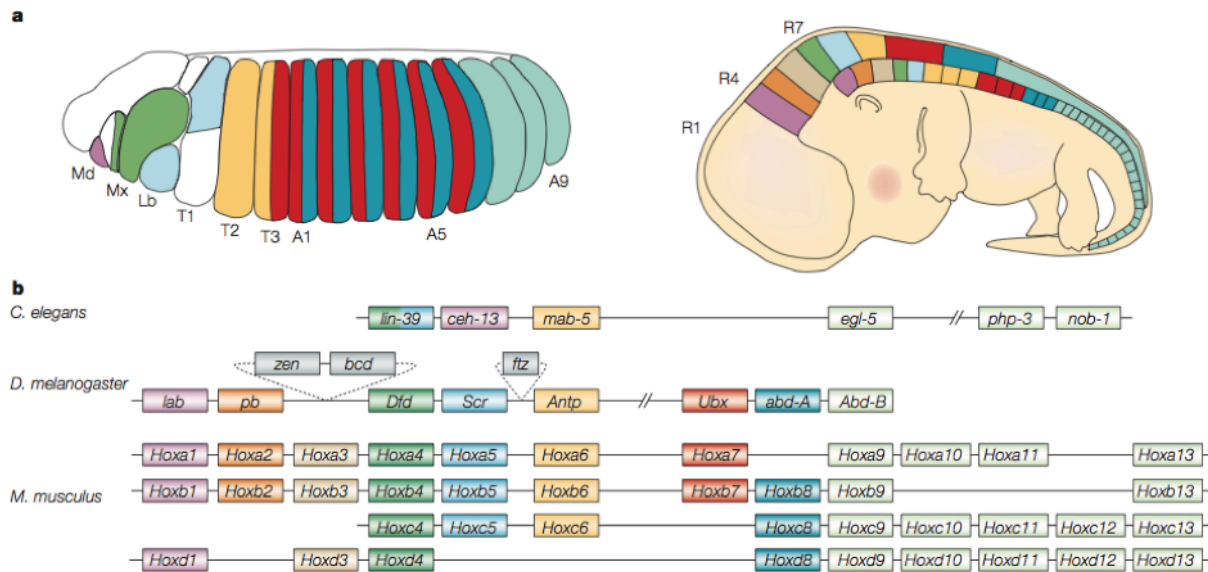 a
R7
R4
R1
Md
Mx
Lb
T1
T2
T3
A1
A5
A9
b
C. elegans
lin-39 ceh-13 mab-5 egl-5 // php-3 nob-1
zen bcd ftz
D. melanogaster
lab pb Dfd Scr Antp // Ubx abd-A Abd-B
Hoxa1 Hoxa2 Hoxa3 Hoxa4 Hoxa5 Hoxa6 Hoxa7 Hoxa9 Hoxa10 Hoxa11 Hoxa13
M. musculus
Hoxb1 Hoxb2 Hoxb3 Hoxb4 Hoxb5 Hoxb6 Hoxb7 Hoxb8 Hoxb9 Hoxb13
Hoxc4 Hoxc5 Hoxc6 Hoxc8 Hoxc9 Hoxc10 Hoxc11 Hoxc12 Hoxc13
Hoxd1 Hoxd3 Hoxd4 Hoxd8 Hoxd9 Hoxd10 Hoxd11 Hoxd12 Hoxd13